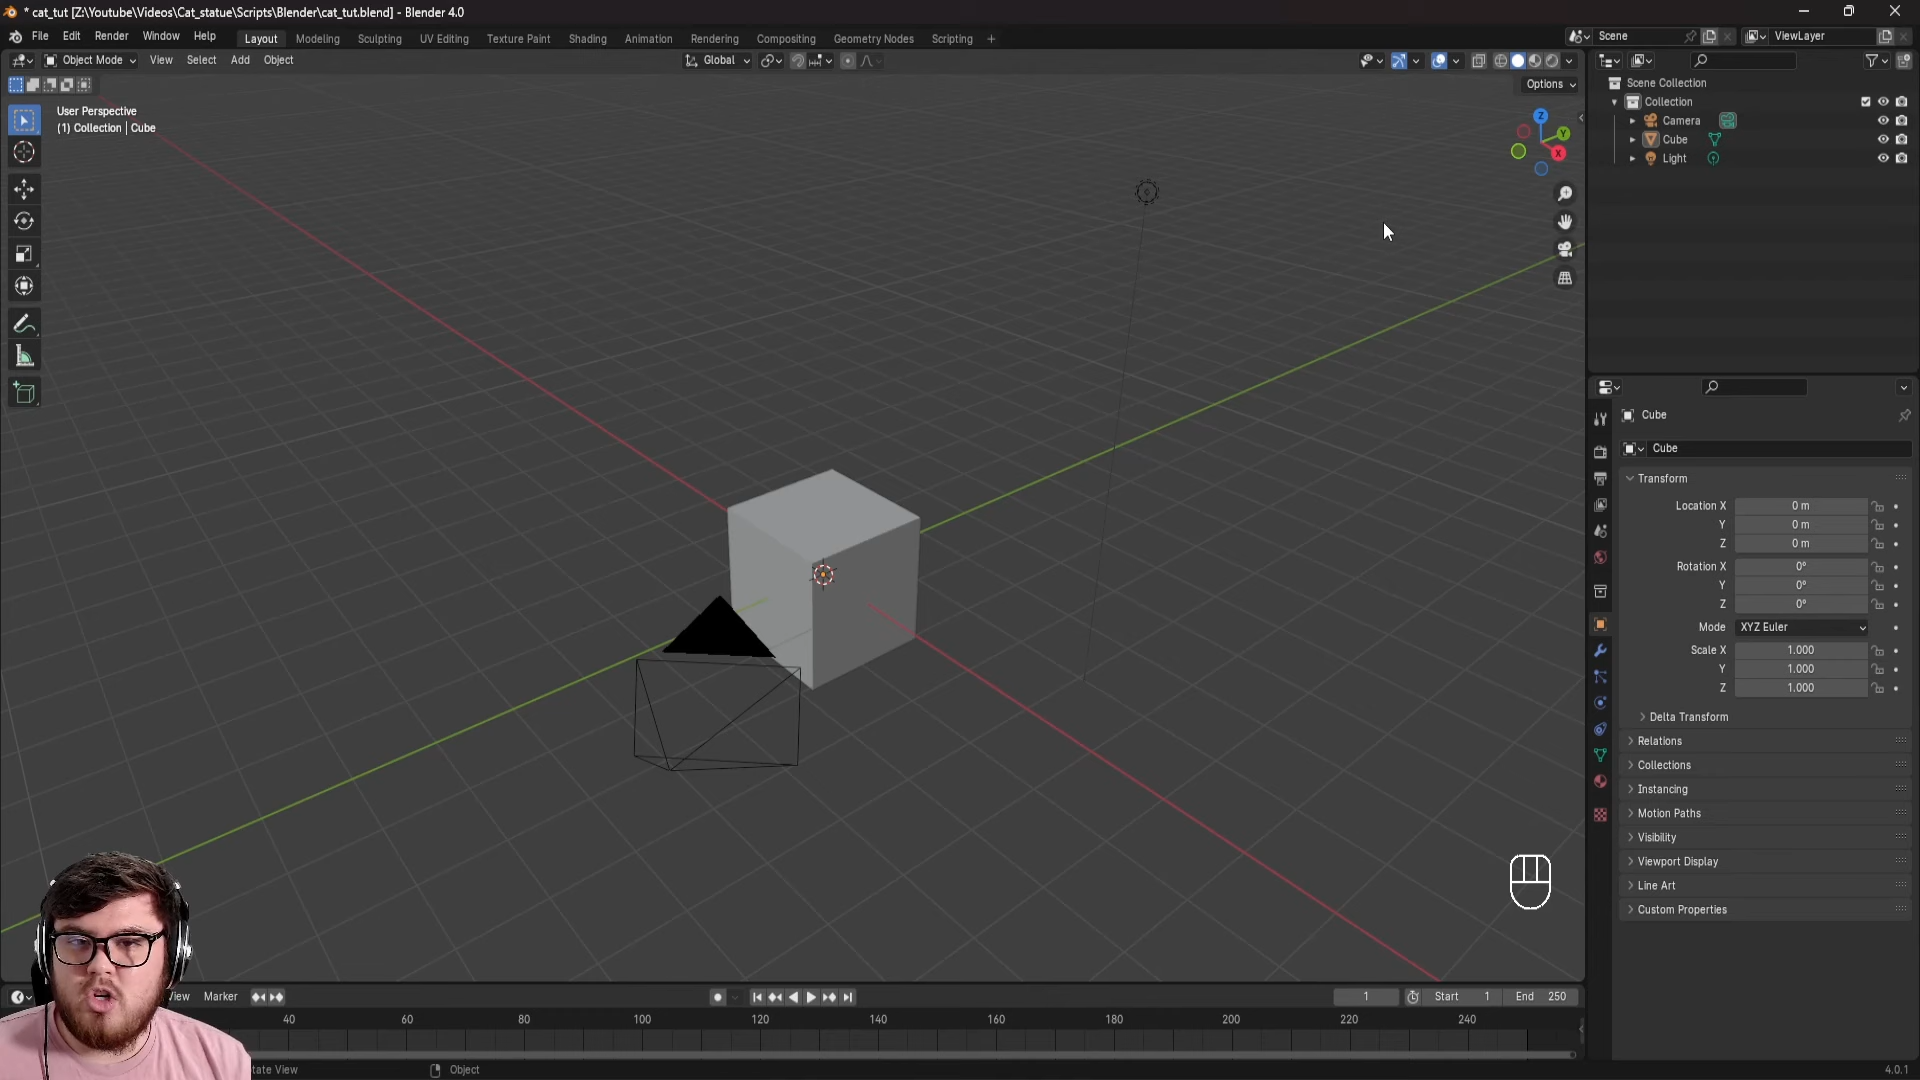 * cat_tut [Z:\Youtube\Videos\Cat_statue\Scripts\Blender\cat_tut.blend] - Blender 4.0
File Edit Render Window Help Layout Modeling Sculpting UV Editing Texture Paint Shading Animation Rendering Compositing Geometry Nodes Scripting + Scene ViewLayer
Object Mode View Select Add Object Global
Options
User Perspective
(1) Collection | Cube
Z
Y
X
Scene Collection
Collection
Camera
Cube
Light
Cube
Cube
Transform
Location X 0 m
Y 0 m
Z 0 m
Rotation X 0°
Y 0°
Z 0°
Mode XYZ Euler
Scale X 1.000
Y 1.000
Z 1.000
Delta Transform
Relations
Collections
Instancing
Motion Paths
Visibility
Viewport Display
Line Art
Custom Properties
Marker 1 Start 1 End 250
40 60 80 100 120 140 160 180 200 220 240
View Object 4.0.1